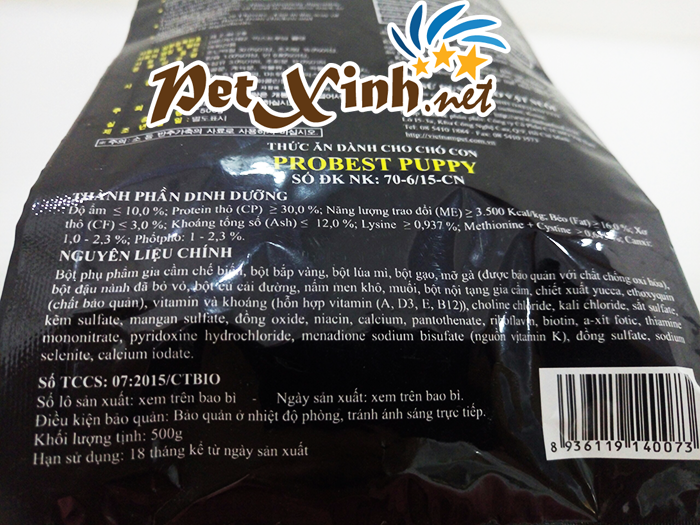 Pet Xinh.net
THỨC ĂN DÀNH CHO CHÓ CON
PROBEST PUPPY
SỐ ĐK NK: 70-6/15-CN
THÀNH PHẦN DINH DƯỠNG
Độ ẩm ≤ 10,0 %; Protein thô (CP) ≥ 30,0 %; Năng lượng trao đổi (ME) ≥ 3.500 Kcal/kg; Béo (Fat) ≥ 16,0 %; Xơ
thô (CF) ≤ 3,0 %; Khoáng tổng số (Ash) ≤ 12,0 %; Lysine ≥ 0,937 %; Methionine + Cystine Canxi:
1,0 - 2,3 %; Phôtpho: 1 - 2,3 %.
NGUYÊN LIỆU CHÍNH
Bột phụ phẩm gia cầm chế biến, bột bắp vàng, bột lúa mì, bột gạo, mỡ gà (được bảo quản với chất chống oxi hóa),
bột đậu nành đã bỏ vỏ, bột củ cải đường, nấm men khô, muối, bột nội tạng gia cầm, chiết xuất yucca, ethoxyquin
(chất bảo quản), vitamin và khoáng (hỗn hợp vitamin (A, D3, E, B12)), choline chloride, kali chloride, sắt sulfate,
kẽm sulfate, mangan sulfate, đồng oxide, niacin, calcium, pantothenate, riboflavin, biotin, a-xít fotic, thiamine
mononitrate, pyridoxine hydrochloride, menadione sodium bisufate (nguồn vitamin K), đồng sulfate, sodium
selenite, calcium iodate.
Số TCCS: 07:2015/CTBIO
Số lô sản xuất: xem trên bao bì - Ngày sản xuất: xem trên bao bì.
Điều kiện bảo quản: Bảo quản ở nhiệt độ phòng, tránh ánh sáng trực tiếp.
Khối lượng tịnh: 500g
Hạn sử dụng: 18 tháng kể từ ngày sản xuất
8 936119 140073